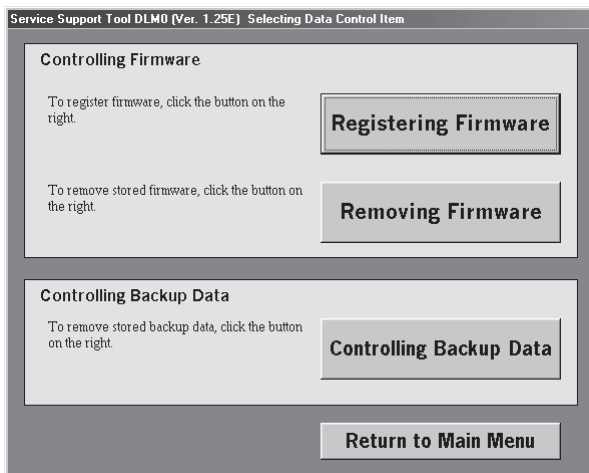 Service Support Tool DLM0 (Ver. 1.25E) Selecting Data Control Item
Controlling Firmware
To register firmware, click the button on the
right.
Registering Firmware
To remove stored firmware, click the button on
the right.
Removing Firmware
Controlling Backup Data
To remove stored backup data, click the button
on the right.
Controlling Backup Data
Return to Main Menu